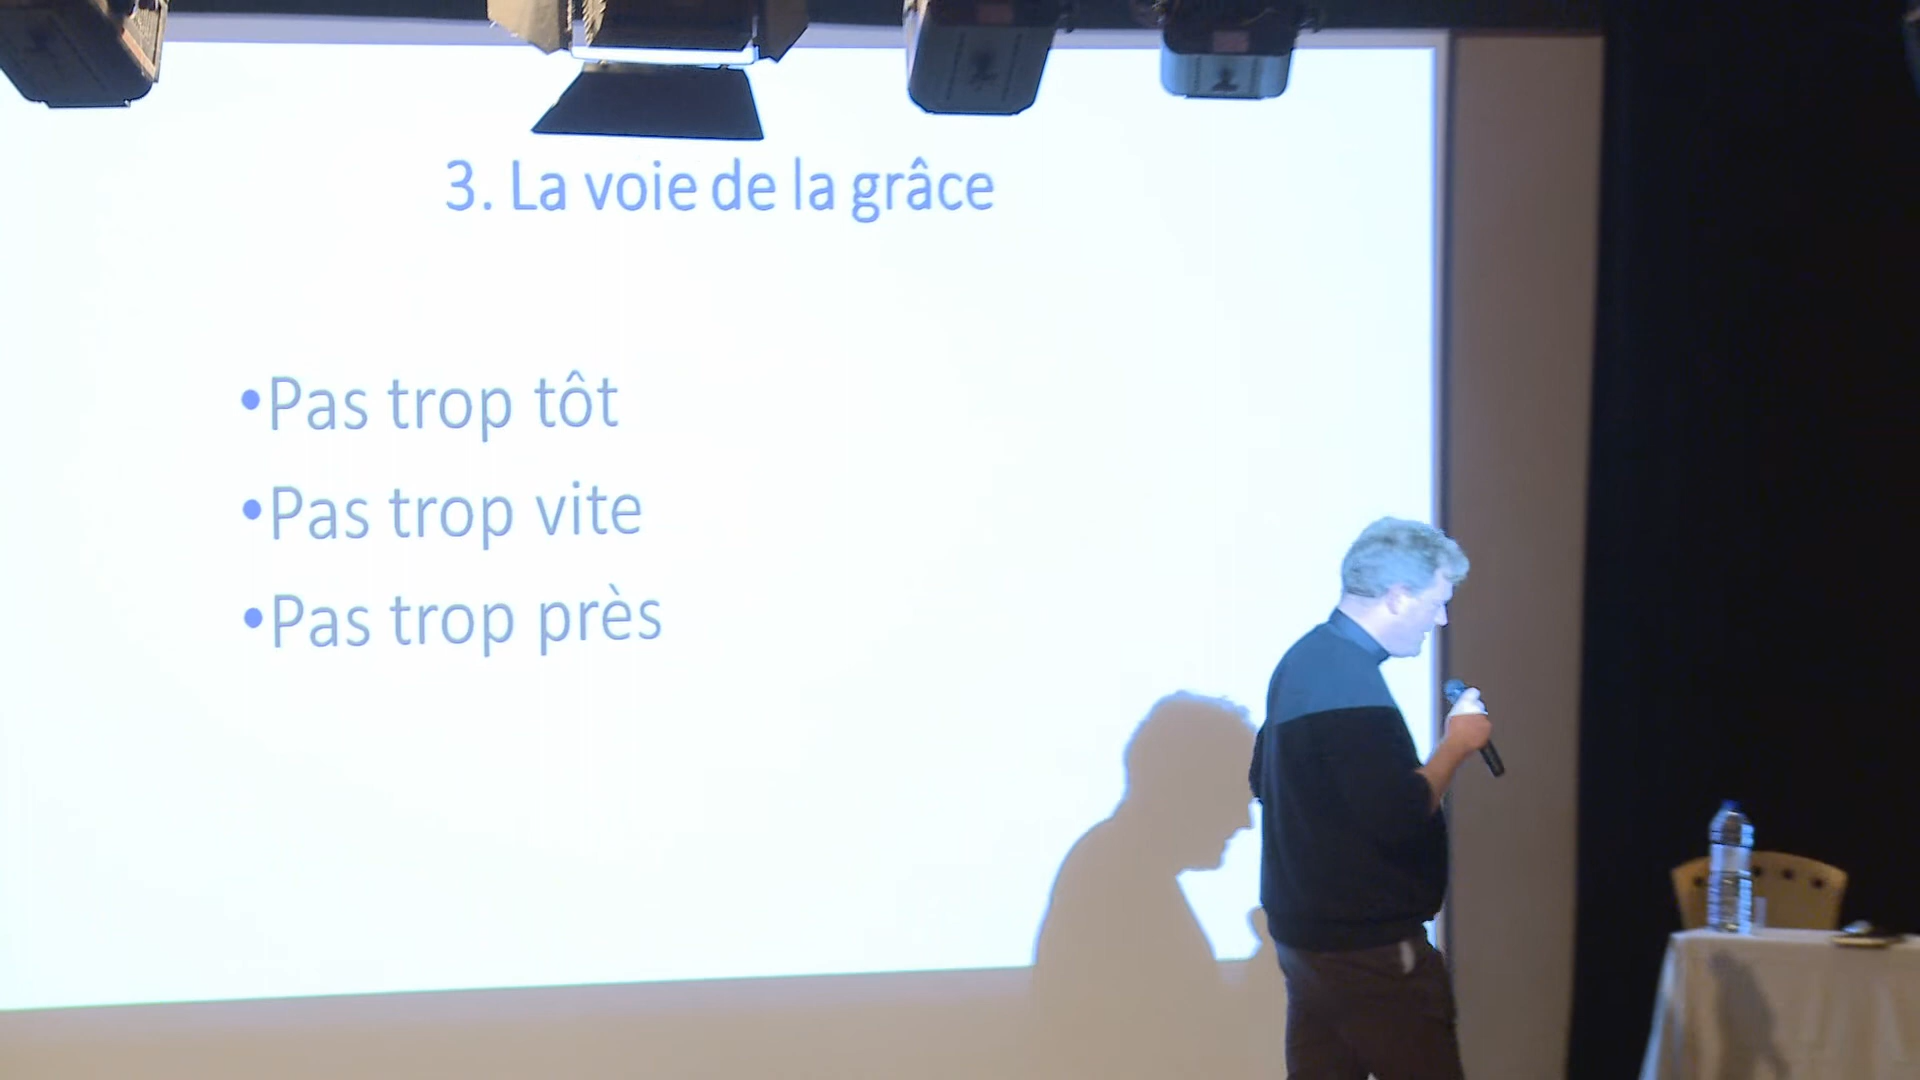 3. La voie de la grâce
•Pas trop tôt
•Pas trop vite
•Pas trop près